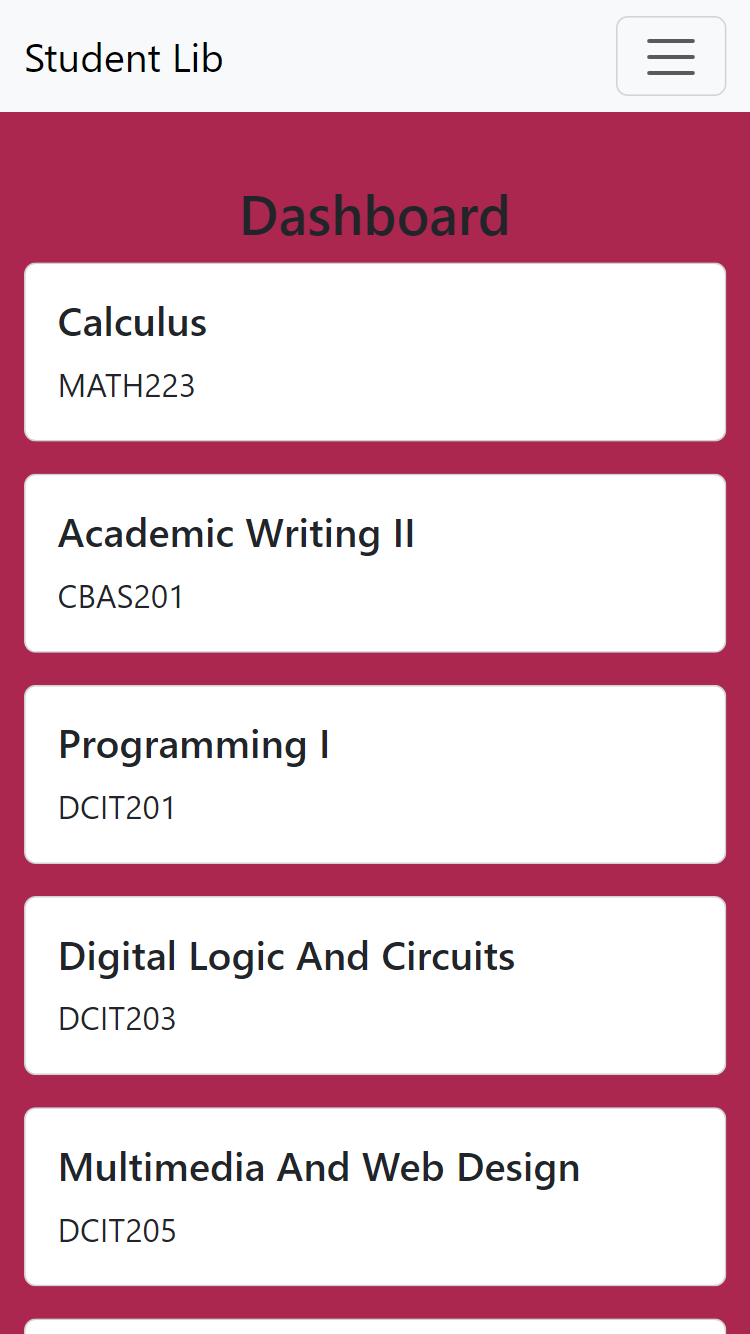 Student Lib
Dashboard
Calculus
MATH223
Academic Writing II
CBAS201
Programming I
DCIT201
Digital Logic And Circuits
DCIT203
Multimedia And Web Design
DCIT205